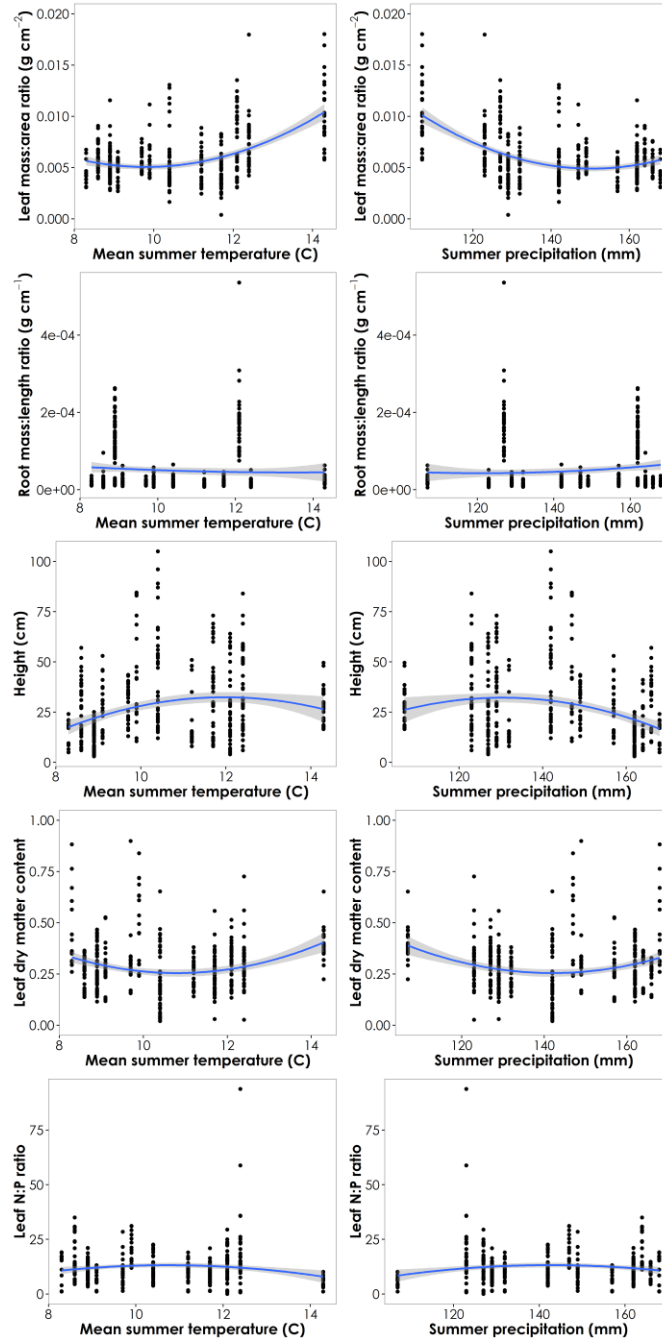 Leaf mass:area ratio (g cm⁻²)
0.020
0.015
0.010
0.005
0.000
8 10 12 14
Mean summer temperature (C)
Leaf mass:area ratio (g cm⁻²)
0.020
0.015
0.010
0.005
0.000
120 140 160
Summer precipitation (mm)
Root mass:length ratio (g cm⁻¹)
4e-04
2e-04
0e+00
8 10 12 14
Mean summer temperature (C)
Root mass:length ratio (g cm⁻¹)
4e-04
2e-04
0e+00
120 140 160
Summer precipitation (mm)
Height (cm)
100
75
50
25
0
8 10 12 14
Mean summer temperature (C)
Height (cm)
100
75
50
25
0
120 140 160
Summer precipitation (mm)
Leaf dry matter content
1.00
0.75
0.50
0.25
0.00
8 10 12 14
Mean summer temperature (C)
Leaf dry matter content
1.00
0.75
0.50
0.25
0.00
120 140 160
Summer precipitation (mm)
Leaf N:P ratio
75
50
25
0
8 10 12 14
Mean summer temperature (C)
Leaf N:P ratio
75
50
25
0
120 140 160
Summer precipitation (mm)